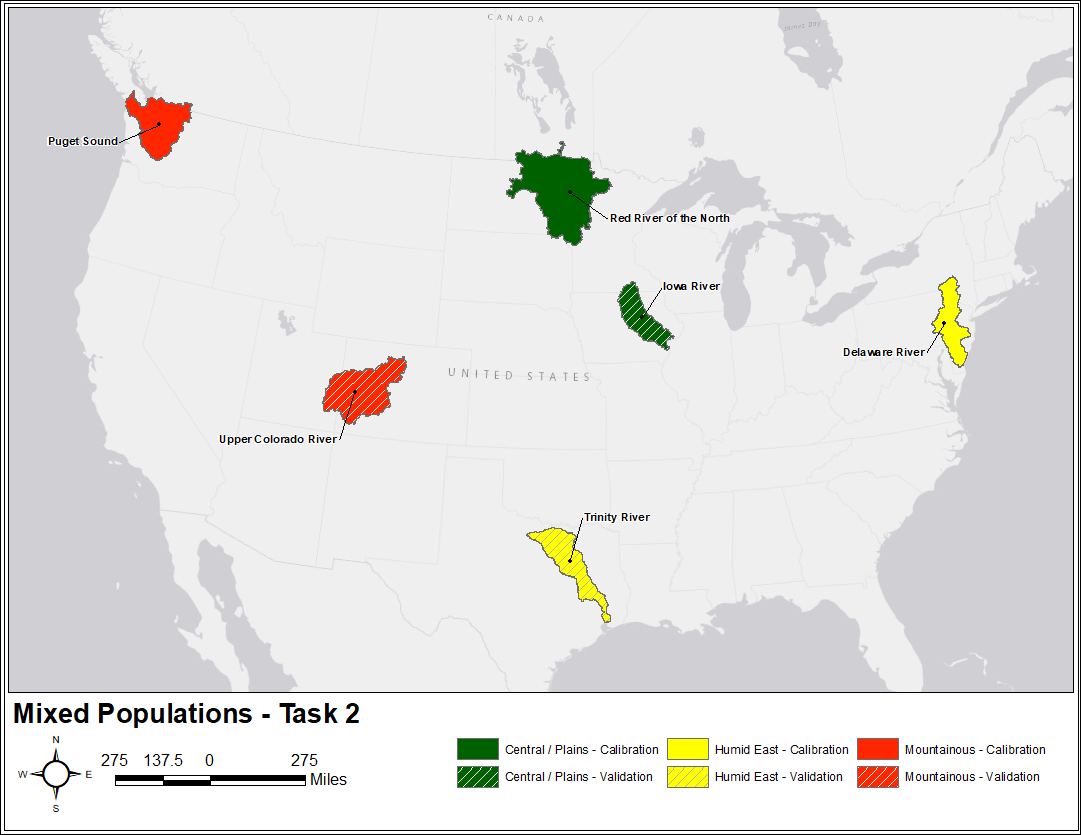 CANADA
James Bay
Puget Sound
Red River of the North
Iowa River
Delaware River
UNITED STATES
Upper Colorado River
Trinity River
Mixed Populations - Task 2
N
W E
S
275 137.5 0 275
Miles
Central / Plains - Calibration
Humid East - Calibration
Mountainous - Calibration
Central / Plains - Validation
Humid East - Validation
Mountainous - Validation